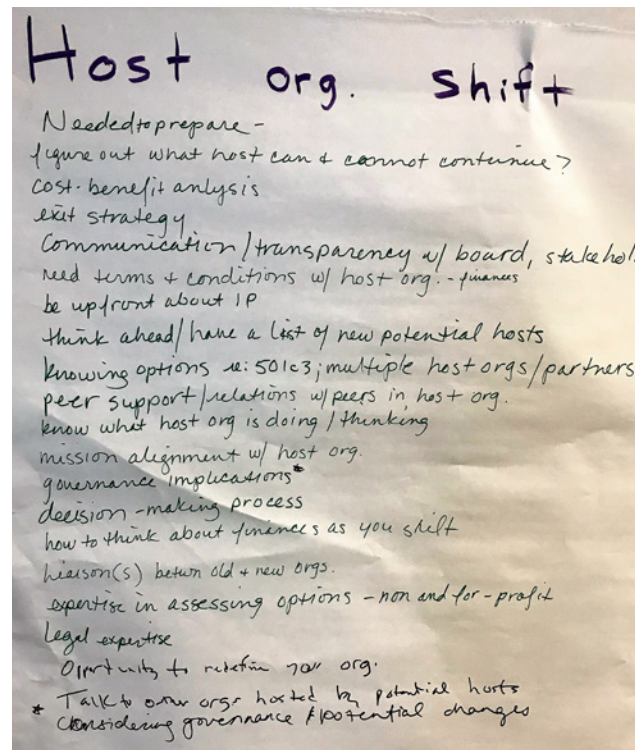 Host org. Shift
Needed to prepare -
figure out what host can + cannot continue?
cost-benefit anlysis
exit strategy
Communication/transparency w/ board, stakehol
need terms + conditions w/ host org. - finances
be upfront about IP
think ahead/have a list of new potential hosts
knowing options re: 501c3; multiple host orgs/partners
peer support/relations w/ peers in host org.
know what host org is doing/thinking
mission alignment w/ host org.
governance implications*
decision-making process
how to think about finances as you shift
liaison(s) betwn old + new orgs.
expertise in assessing options - non and for-profit
Legal expertise
Opportunity to redefine your org.
* Talk to other orgs hosted by potential hosts
considering governance & potential changes